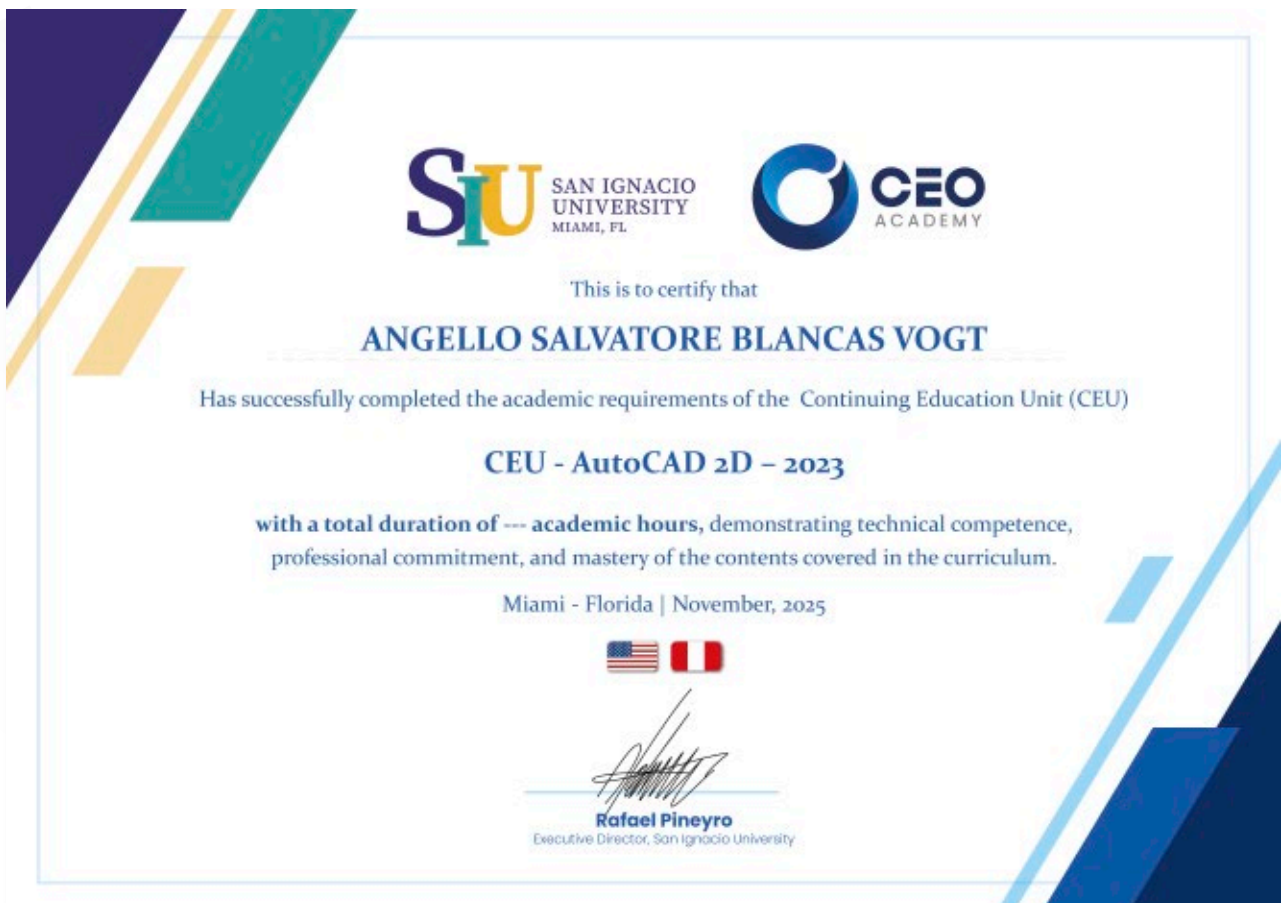 SIU
SAN IGNACIO
UNIVERSITY
MIAMI, FL
CEO
ACADEMY
This is to certify that
ANGELLO SALVATORE BLANCAS VOGT
Has successfully completed the academic requirements of the Continuing Education Unit (CEU)
CEU - AutoCAD 2D – 2023
with a total duration of --- academic hours, demonstrating technical competence,
professional commitment, and mastery of the contents covered in the curriculum.
Miami - Florida | November, 2025
Rafael Pineyro
Executive Director, San Ignacio University